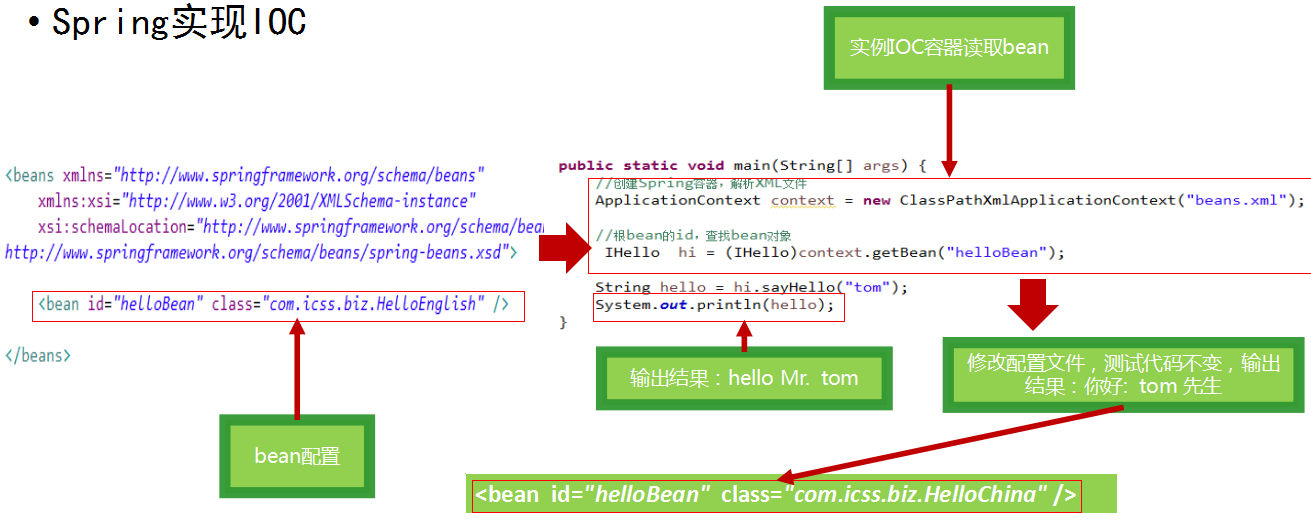 • Spring实现IOC
实例IOC容器读取bean
<beans xmlns="http://www.springframework.org/schema/beans"
xmlns:xsi="http://www.w3.org/2001/XMLSchema-instance"
xsi:schemaLocation="http://www.springframework.org/schema/bean
http://www.springframework.org/schema/beans/spring-beans.xsd">
<bean id="helloBean" class="com.icss.biz.HelloEnglish" />
</beans>
bean配置
public static void main(String[] args) {
//创建Spring容器,解析XML文件
ApplicationContext context = new ClassPathXmlApplicationContext("beans.xml");
//根bean的id,查找bean对象
IHello hi = (IHello)context.getBean("helloBean");
String hello = hi.sayHello("tom");
System.out.println(hello);
}
输出结果：hello Mr. tom
修改配置文件，测试代码不变，输出
结果：你好: tom 先生
<bean id="helloBean" class="com.icss.biz.HelloChina" />